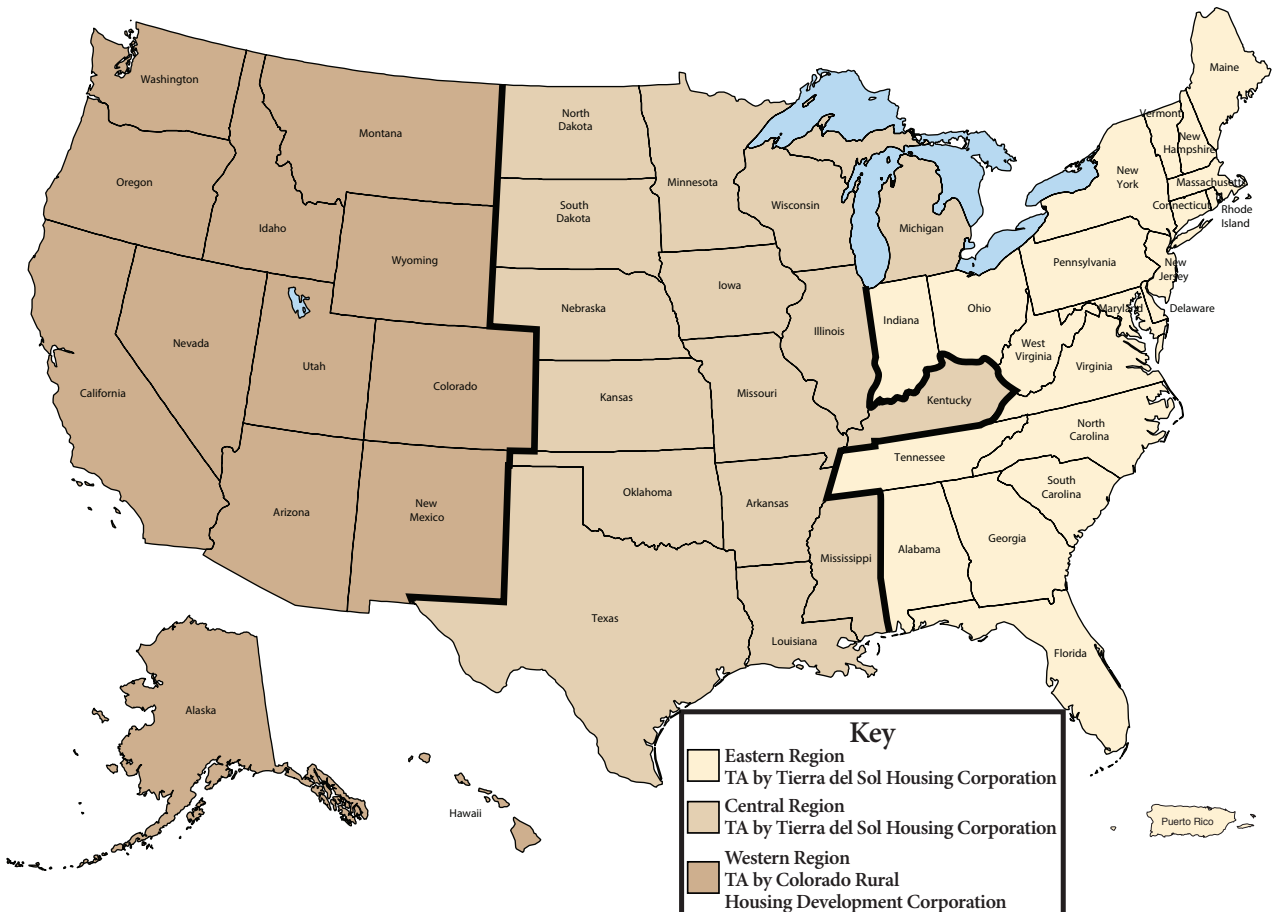 Washington
Oregon
California
Nevada
Idaho
Montana
Wyoming
Utah
Colorado
Arizona
New
Mexico
Alaska
Hawaii
North
Dakota
South
Dakota
Nebraska
Kansas
Oklahoma
Texas
Minnesota
Iowa
Missouri
Arkansas
Louisiana
Wisconsin
Illinois
Michigan
Kentucky
Mississippi
Indiana
Ohio
Tennessee
Alabama
Georgia
Florida
South
Carolina
North
Carolina
Virginia
West
Virginia
Maryland
Delaware
Pennsylvania
New
Jersey
New
York
Connecticut
Rhode
Island
Massachusetts
Vermont
New
Hampshire
Maine
Puerto Rico
Key
Eastern Region
TA by Tierra del Sol Housing Corporation
Central Region
TA by Tierra del Sol Housing Corporation
Western Region
TA by Colorado Rural
Housing Development Corporation